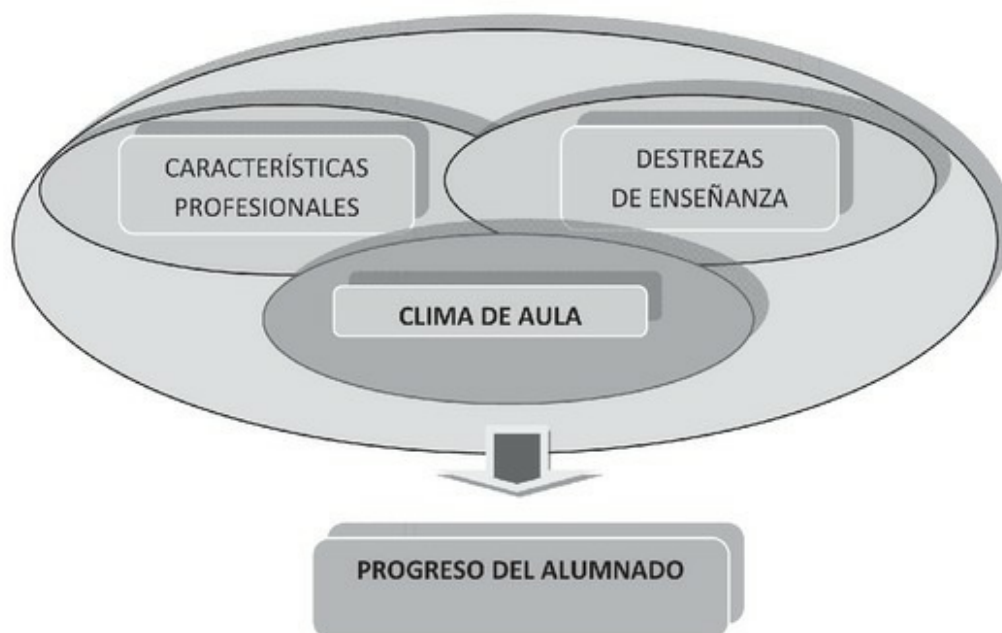 CARACTERÍSTICAS
PROFESIONALES
DESTREZAS
DE ENSEÑANZA
CLIMA DE AULA
PROGRESO DEL ALUMNADO